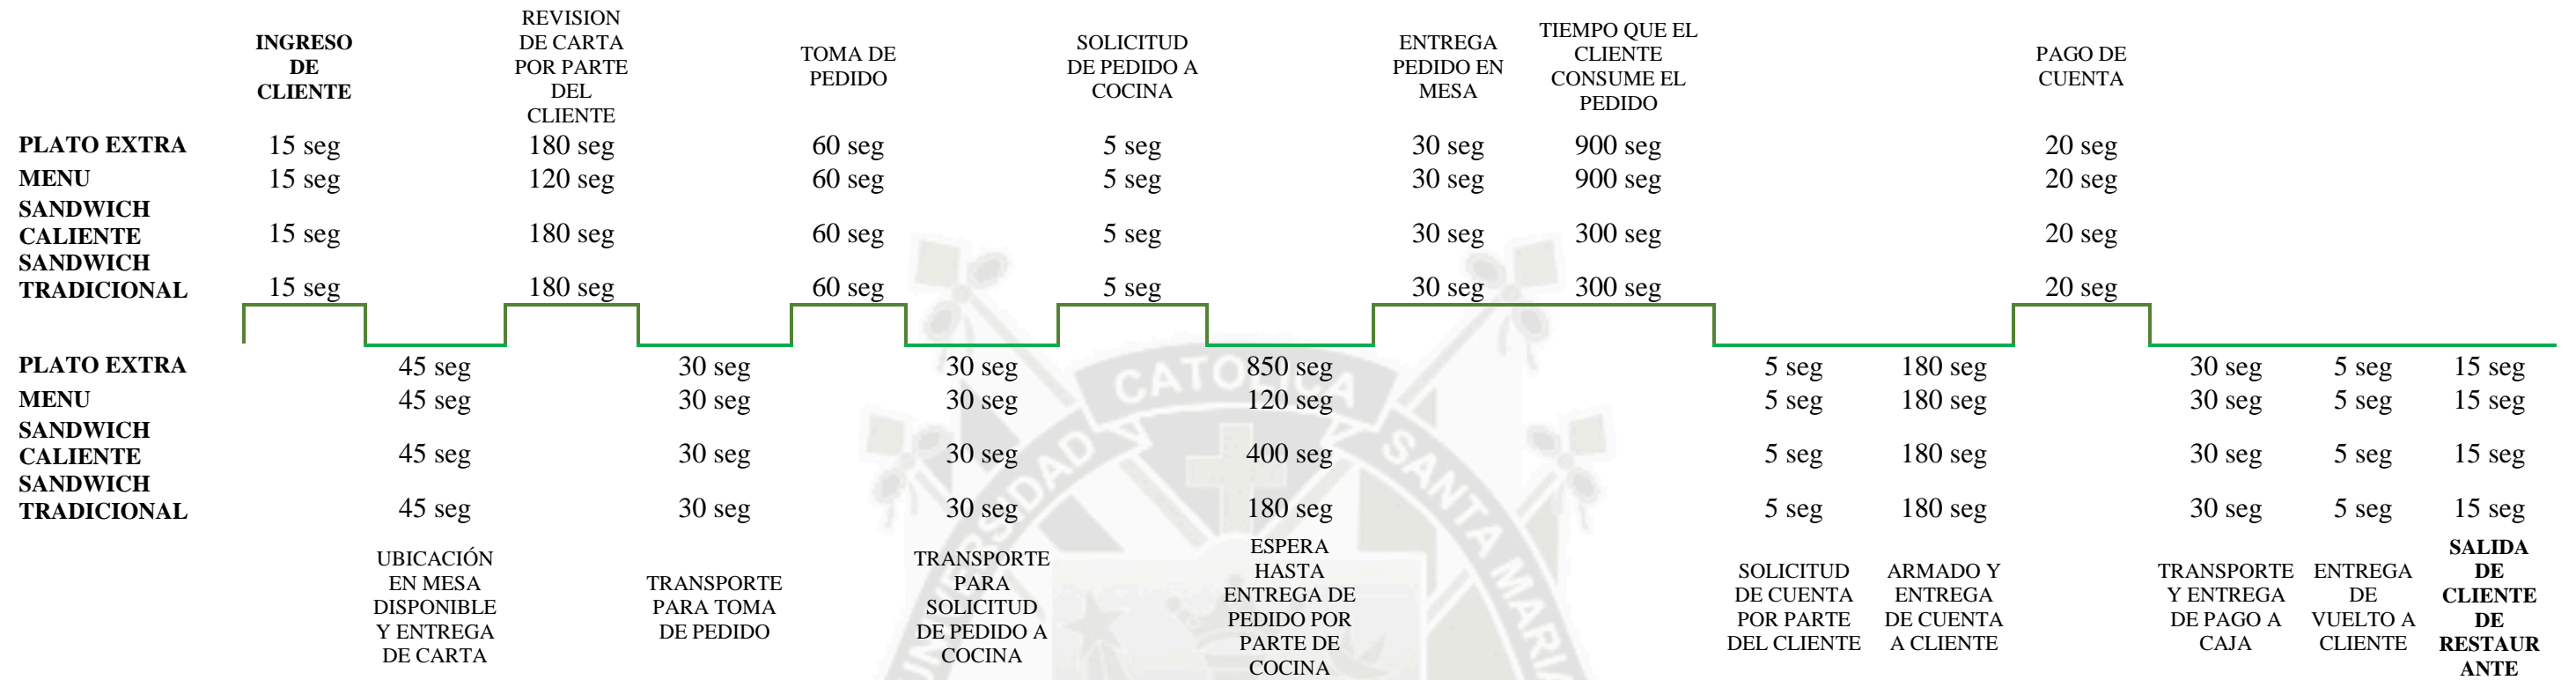 INGRESO
DE
CLIENTE
REVISION
DE CARTA
POR PARTE
DEL
CLIENTE
TOMA DE
PEDIDO
SOLICITUD
DE PEDIDO A
COCINA
ENTREGA
PEDIDO EN
MESA
TIEMPO QUE EL
CLIENTE
CONSUME EL
PEDIDO
PAGO DE
CUENTA
PLATO EXTRA 15 seg 180 seg 60 seg 5 seg 30 seg 900 seg 20 seg
MENU 15 seg 120 seg 60 seg 5 seg 30 seg 900 seg 20 seg
SANDWICH
CALIENTE 15 seg 180 seg 60 seg 5 seg 30 seg 300 seg 20 seg
SANDWICH
TRADICIONAL 15 seg 180 seg 60 seg 5 seg 30 seg 300 seg 20 seg
PLATO EXTRA 45 seg 30 seg 30 seg 850 seg 5 seg 180 seg 30 seg 5 seg 15 seg
MENU 45 seg 30 seg 30 seg 120 seg 5 seg 180 seg 30 seg 5 seg 15 seg
SANDWICH
CALIENTE 45 seg 30 seg 30 seg 400 seg 5 seg 180 seg 30 seg 5 seg 15 seg
SANDWICH
TRADICIONAL 45 seg 30 seg 30 seg 180 seg 5 seg 180 seg 30 seg 5 seg 15 seg
UBICACIÓN
EN MESA
DISPONIBLE
Y ENTREGA
DE CARTA
TRANSPORTE
PARA TOMA
DE PEDIDO
TRANSPORTE
PARA
SOLICITUD
DE PEDIDO A
COCINA
ESPERA
HASTA
ENTREGA DE
PEDIDO POR
PARTE DE
COCINA
SOLICITUD
DE CUENTA
POR PARTE
DEL CLIENTE
ARMADO Y
ENTREGA
DE CUENTA
A CLIENTE
TRANSPORTE
Y ENTREGA
DE PAGO A
CAJA
ENTREGA
DE
VUELTO A
CLIENTE
SALIDA
DE
CLIENTE
DE
RESTAUR
ANTE
UNIVERSIDAD CATOLICA SANTA MARIA